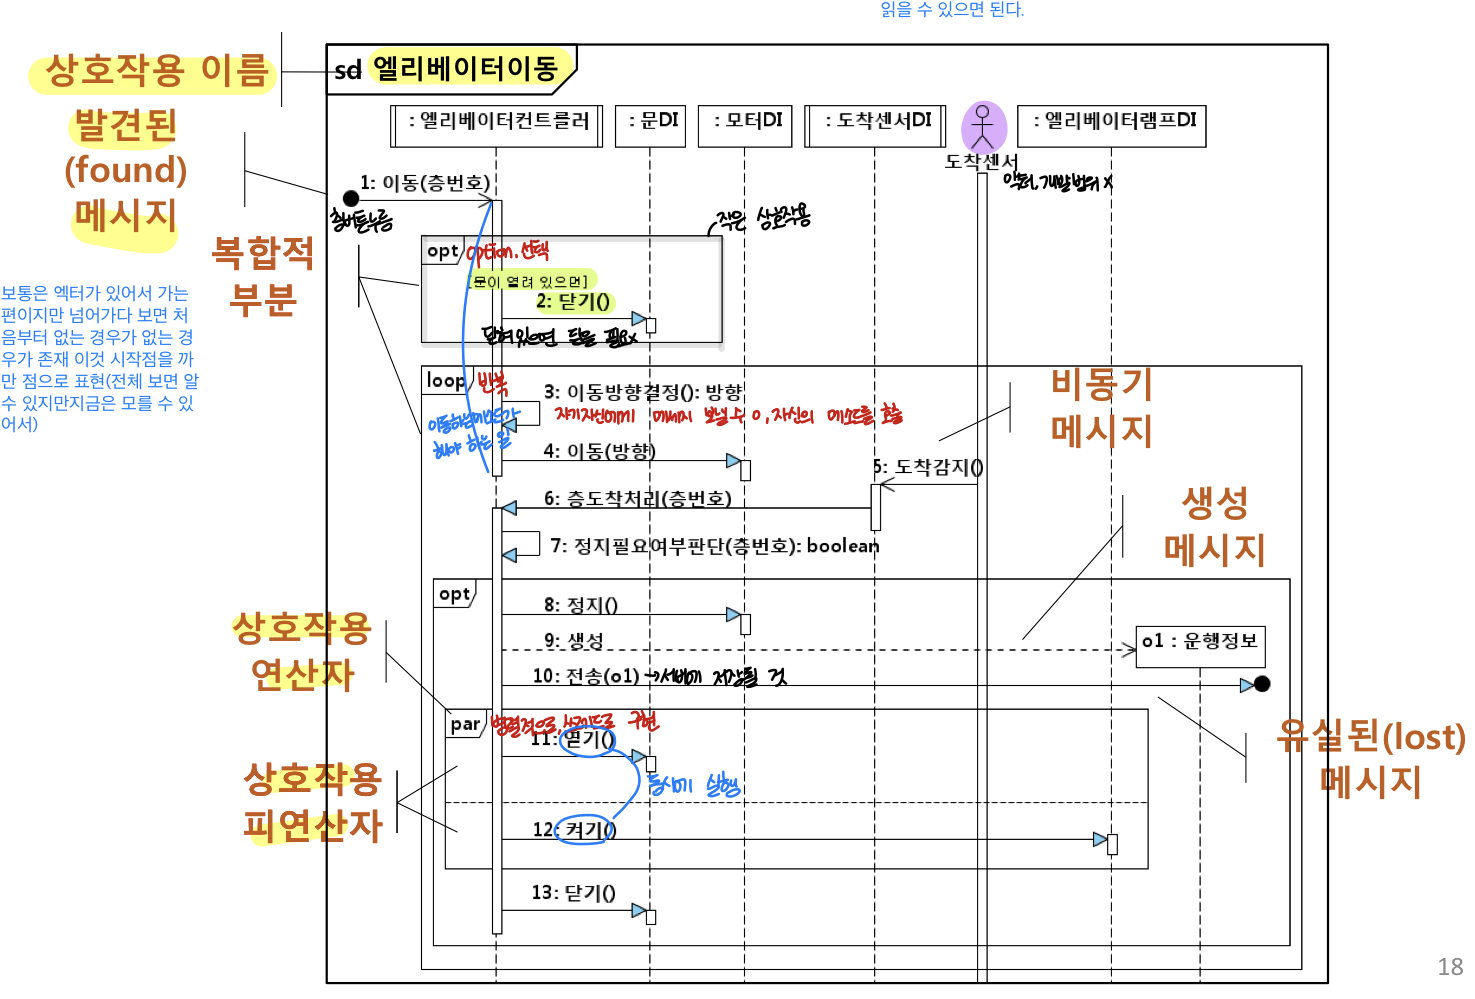 읽을 수 있으면 된다.
상호작용 이름
sd 엘리베이터이동
발견된
(found)
메시지
: 엘리베이터컨트롤러
: 문DI
: 모터DI
: 도착센서DI
도착센서
: 엘리베이터램프DI
액터, 개발범위 x
1: 이동(층번호)
층버튼누름
작은 상호작용
복합적
부분
opt
option. 선택
[문이 열려 있으면]
2: 닫기()
닫혀있으면 닫을 필요x
보통은 엑터가 있어서 가는
편이지만 넘어가다 보면 처
음부터 없는 경우가 없는 경
우가 존재 이것 시작점을 까
만 점으로 표현(전체 보면 알
수 있지만지금은 모를 수 있
어서)
loop
반복
3: 이동방향결정(): 방향
자기자신에게 메세지 보낼 수 o, 자신의 메소드를 호출
해야 하는 일
4: 이동(방향)
비동기
메시지
5: 도착감지()
6: 층도착처리(층번호)
7: 정지필요여부판단(층번호): boolean
생성
메시지
opt
8: 정지()
9: 생성
o1 : 운행정보
10: 전송(o1)
→서버에 저장될 것
상호작용
연산자
par
병렬적으로, 쓰레드로 구현
11: 열기()
동시에 실행
유실된(lost)
메시지
상호작용
피연산자
12: 켜기()
13: 닫기()
18